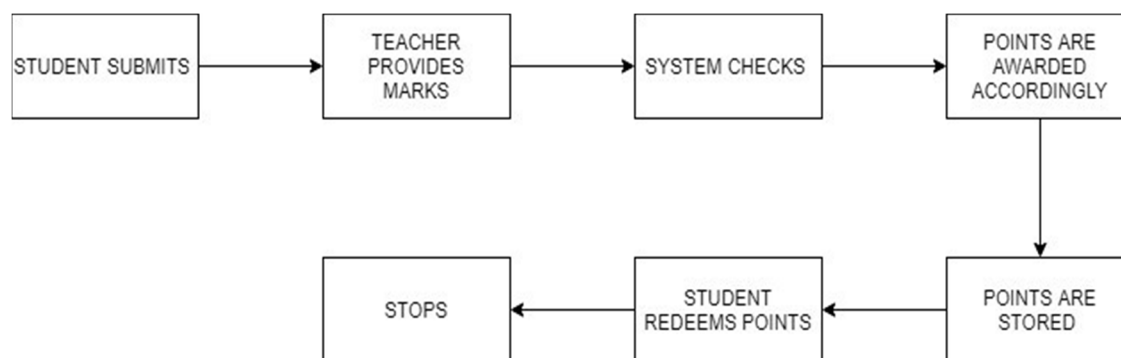 STUDENT SUBMITS
TEACHER
PROVIDES
MARKS
SYSTEM CHECKS
POINTS ARE
AWARDED
ACCORDINGLY
POINTS ARE
STORED
STUDENT
REDEEMS POINTS
STOPS